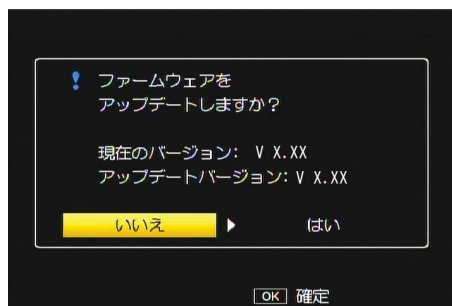 ファームウェアを
アップデートしますか？
現在のバージョン: V X.XX
アップデートバージョン: V X.XX
いいえ はい
OK 確定